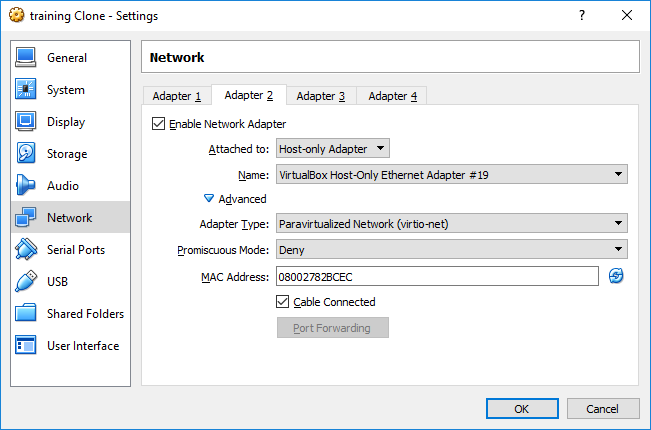 training Clone - Settings
?
General
System
Display
Storage
Audio
Network
Serial Ports
USB
Shared Folders
User Interface
Network
Adapter 1 Adapter 2 Adapter 3 Adapter 4
Enable Network Adapter
Attached to: Host-only Adapter
Name: VirtualBox Host-Only Ethernet Adapter #19
Advanced
Adapter Type: Paravirtualized Network (virtio-net)
Promiscuous Mode: Deny
MAC Address: 08002782BCEC
Cable Connected
Port Forwarding
OK Cancel